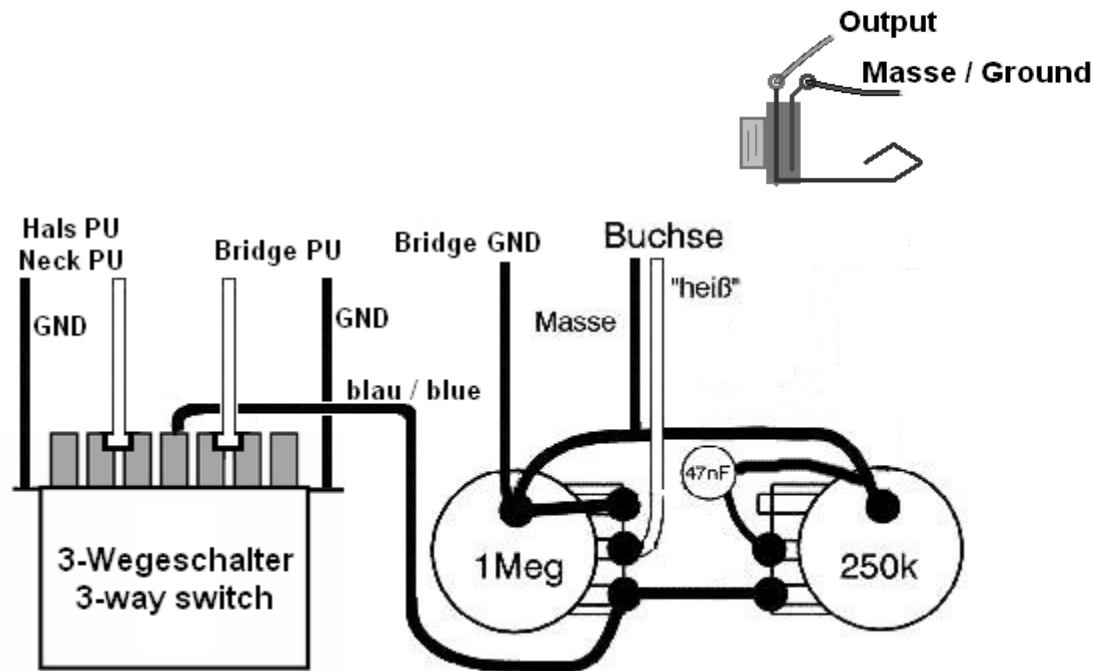 Output
Masse / Ground
Hals PU
Neck PU
Bridge PU
Bridge GND
Buchse
"heiß"
GND
GND
Masse
blau / blue
47nF
3-Wegeschalter
3-way switch
1Meg
250k